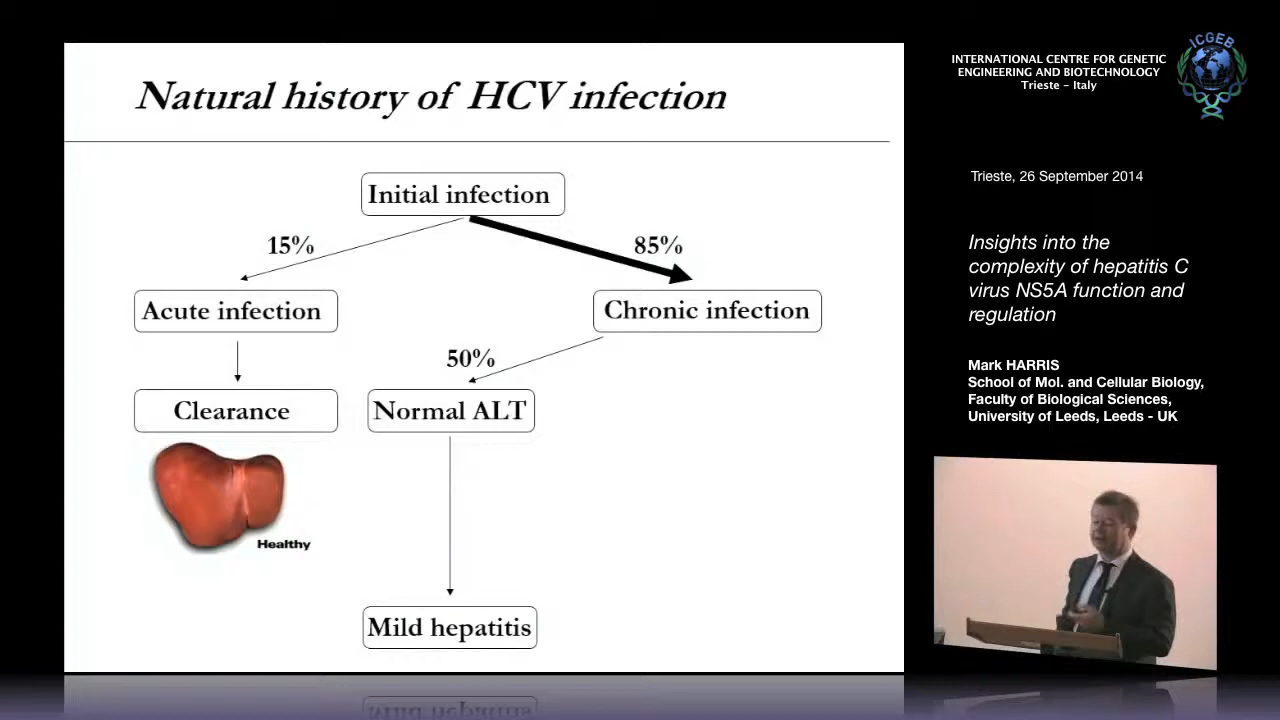 Natural history of HCV infection
Initial infection
15%
85%
Acute infection
Chronic infection
50%
Clearance
Normal ALT
Healthy
Mild hepatitis
INTERNATIONAL CENTRE FOR GENETIC
ENGINEERING AND BIOTECHNOLOGY
Trieste – Italy
ICGEB
Trieste, 26 September 2014
Insights into the
complexity of hepatitis C
virus NS5A function and
regulation
Mark HARRIS
School of Mol. and Cellular Biology,
Faculty of Biological Sciences,
University of Leeds, Leeds - UK